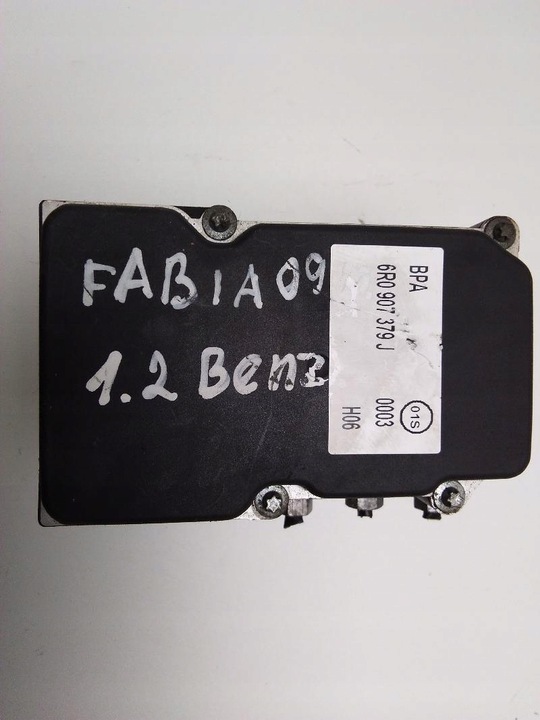 FABIA 09
1.2 Benz.
BPA
6R0 907 379 J
01S
0003
H06